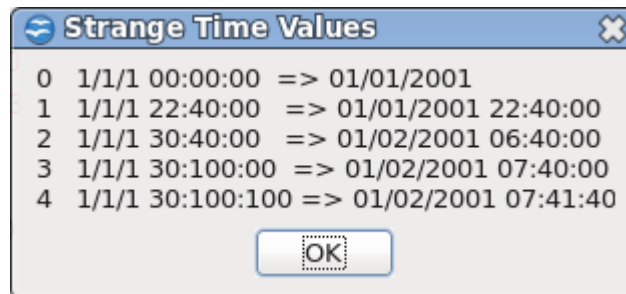 Strange Time Values
0 1/1/1 00:00:00 => 01/01/2001
1 1/1/1 22:40:00 => 01/01/2001 22:40:00
2 1/1/1 30:40:00 => 01/02/2001 06:40:00
3 1/1/1 30:100:00 => 01/02/2001 07:40:00
4 1/1/1 30:100:100 => 01/02/2001 07:41:40
OK